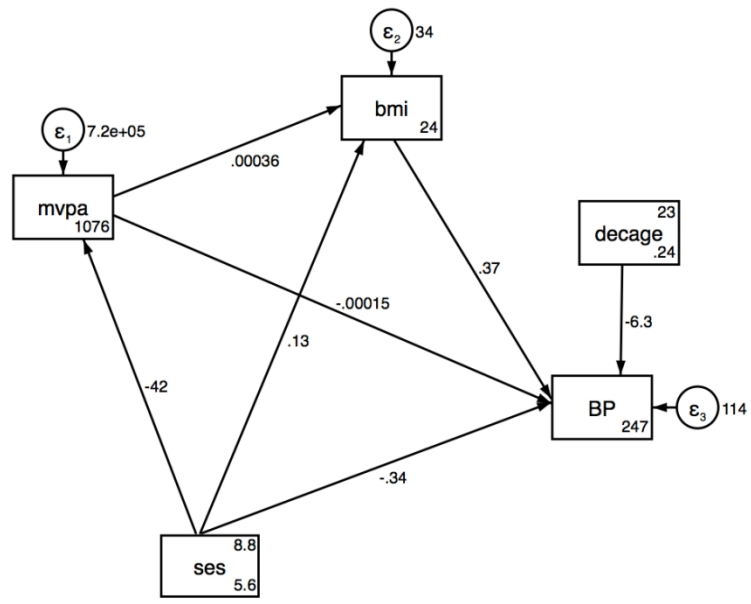 ε2 34
bmi
24
ε1 7.2e+05
.00036
mvpa
1076
23
decage
.24
.37
-.00015
-6.3
.13
-42
BP
247
ε3 114
-.34
8.8
ses
5.6